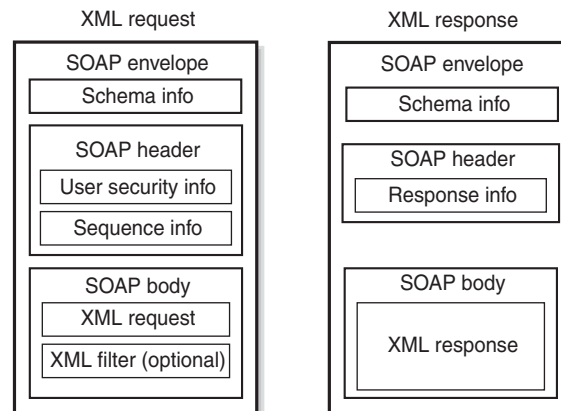 XML request
SOAP envelope
Schema info
SOAP header
User security info
Sequence info
SOAP body
XML request
XML filter (optional)
XML response
SOAP envelope
Schema info
SOAP header
Response info
SOAP body
XML response